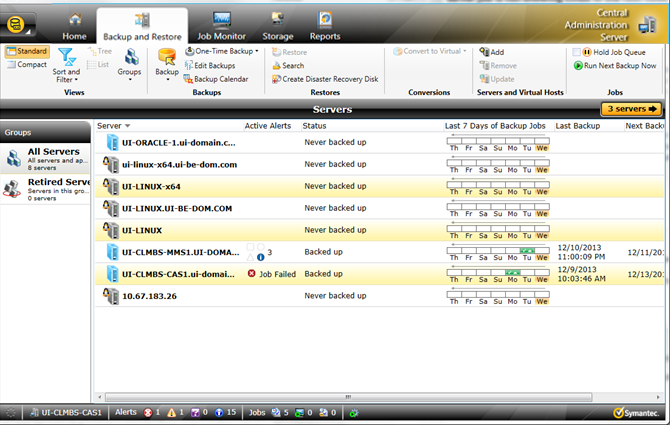 Central
Administration
Server
Home
Backup and Restore
Job Monitor
Storage
Reports
Standard
Compact
Sort and
Filter
Tree
List
Groups
Views
Backup
One-Time Backup
Edit Backups
Backup Calendar
Backups
Restore
Search
Create Disaster Recovery Disk
Restores
Convert to Virtual
Conversions
Add
Remove
Update
Servers and Virtual Hosts
Hold Job Queue
Run Next Backup Now
Jobs
Servers
3 servers
Groups
All Servers
All servers and ap...
8 servers
Retired Serve
Servers in this gro...
0 servers
Server Active Alerts Status Last 7 Days of Backup Jobs Last Backup Next Back
UI-ORACLE-1.ui-domain.c... Never backed up Th Fr Sa Su Mo Tu We
ui-linux-x64.ui-be-dom.com Never backed up Th Fr Sa Su Mo Tu We
UI-LINUX-x64 Never backed up Th Fr Sa Su Mo Tu We
UI-LINUX.UI-BE-DOM.COM Never backed up Th Fr Sa Su Mo Tu We
UI-LINUX Never backed up Th Fr Sa Su Mo Tu We
UI-CLMBS-MMS1.UI-DOMA... 3 Backed up Th Fr Sa Su Mo Tu We 12/10/2013 11:00:09 PM 12/11/20
UI-CLMBS-CAS1.ui-domai... Job Failed Backed up Th Fr Sa Su Mo Tu We 12/9/2013 10:03:46 AM 12/13/20
10.67.183.26 Never backed up Th Fr Sa Su Mo Tu We
UI-CLMBS-CAS1 Alerts 1 1 0 15 Jobs 5 0 0 Symantec.